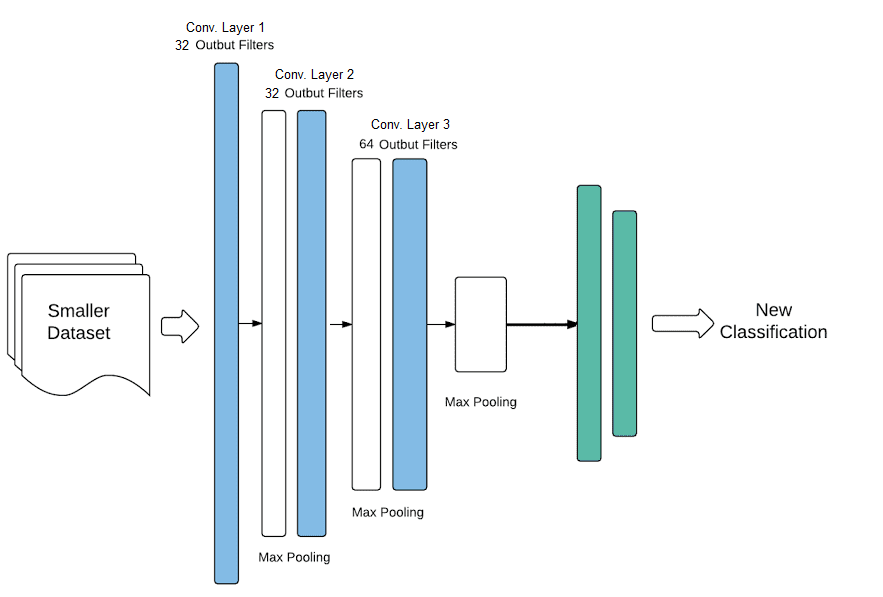 Conv. Layer 1
32 Outbut Filters
Conv. Layer 2
32 Outbut Filters
Conv. Layer 3
64 Outbut Filters
Smaller
Dataset
New
Classification
Max Pooling
Max Pooling
Max Pooling